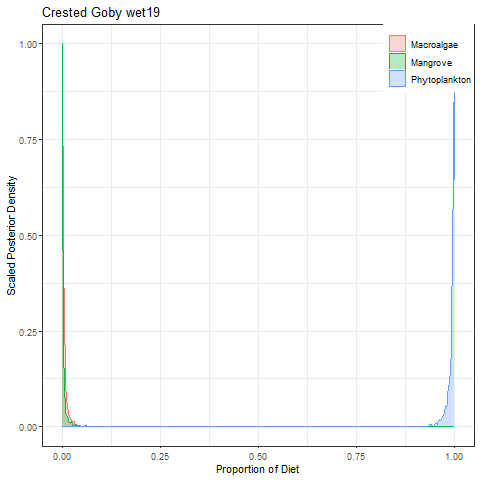 Crested Goby wet19
Macroalgae
Mangrove
Phytoplankton
Scaled Posterior Density
1.00
0.75
0.50
0.25
0.00
0.00 0.25 0.50 0.75 1.00
Proportion of Diet